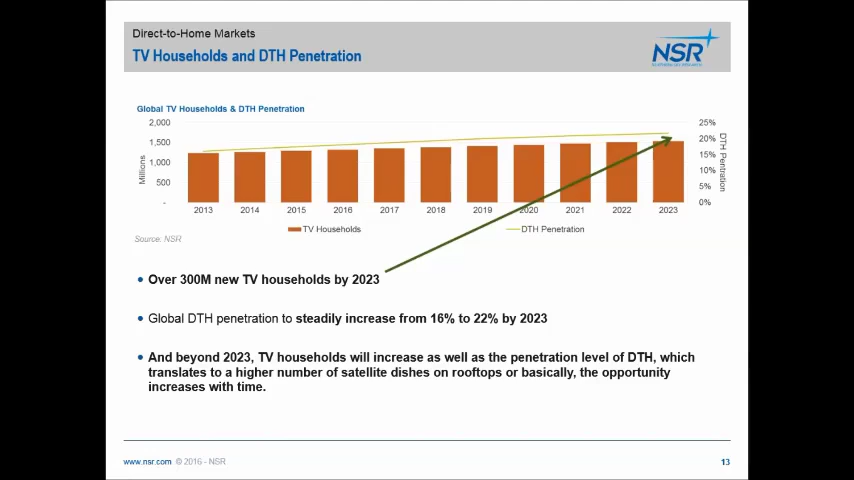 Direct-to-Home Markets
TV Households and DTH Penetration
NSR
Global TV Households & DTH Penetration
2,000
1,500
1,000
500
-
Millions
25%
20%
15%
10%
5%
0%
DTH Pentration
2013 2014 2015 2016 2017 2018 2019 2020 2021 2022 2023
TV Households DTH Penetration
Source: NSR
• Over 300M new TV households by 2023
• Global DTH penetration to steadily increase from 16% to 22% by 2023
• And beyond 2023, TV households will increase as well as the penetration level of DTH, which
translates to a higher number of satellite dishes on rooftops or basically, the opportunity
increases with time.
www.nsr.com © 2016 - NSR
13